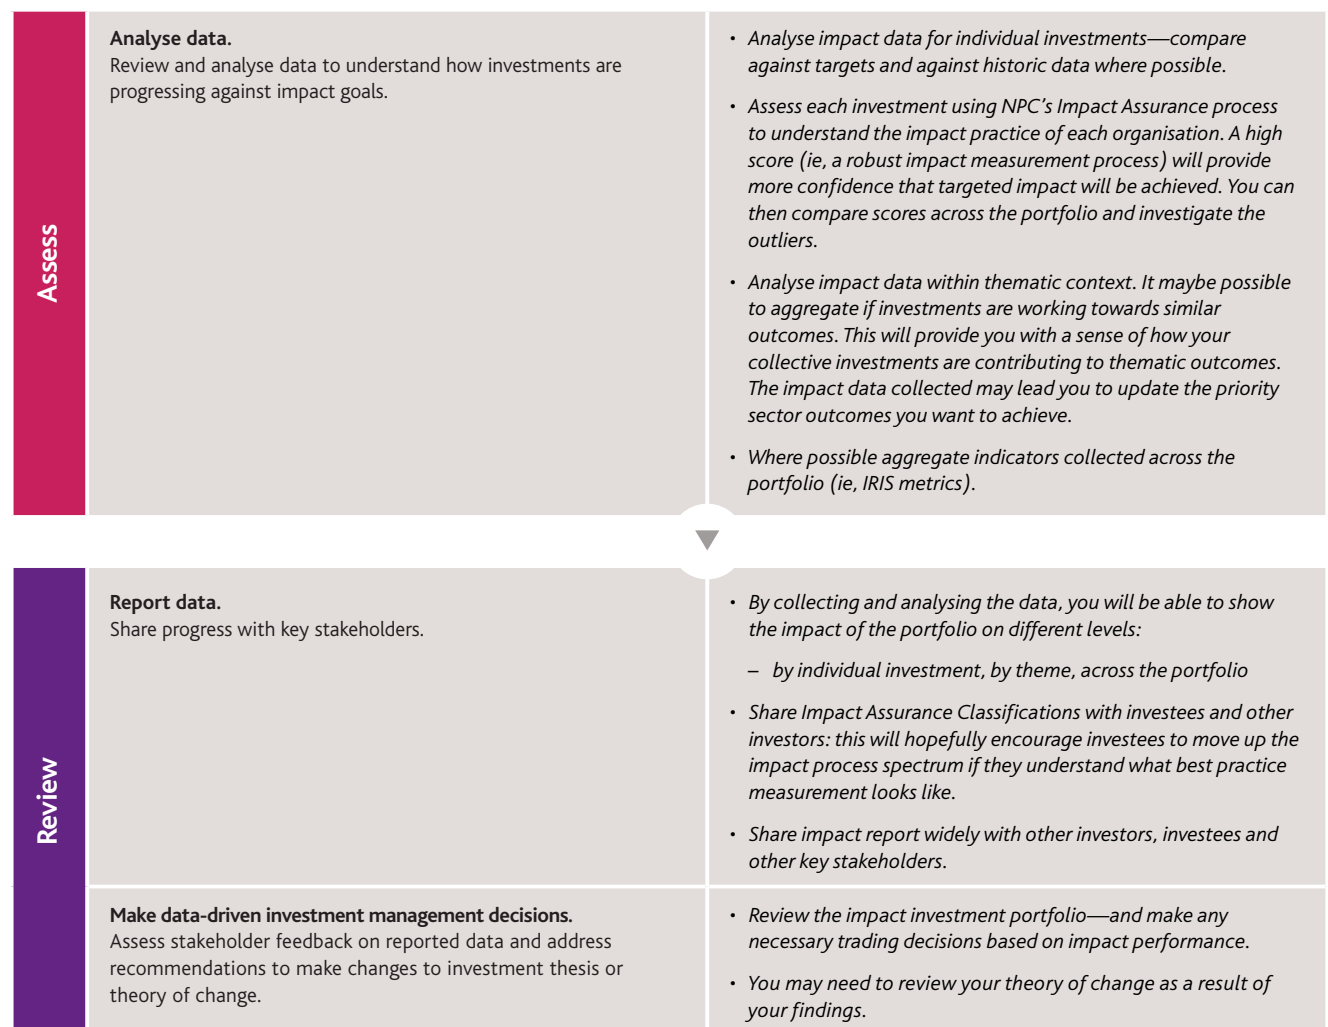 Assess
Analyse data.
Review and analyse data to understand how investments are
progressing against impact goals.
• Analyse impact data for individual investments—compare
against targets and against historic data where possible.
• Assess each investment using NPC's Impact Assurance process
to understand the impact practice of each organisation. A high
score (ie, a robust impact measurement process) will provide
more confidence that targeted impact will be achieved. You can
then compare scores across the portfolio and investigate the
outliers.
• Analyse impact data within thematic context. It maybe possible
to aggregate if investments are working towards similar
outcomes. This will provide you with a sense of how your
collective investments are contributing to thematic outcomes.
The impact data collected may lead you to update the priority
sector outcomes you want to achieve.
• Where possible aggregate indicators collected across the
portfolio (ie, IRIS metrics).
Review
Report data.
Share progress with key stakeholders.
• By collecting and analysing the data, you will be able to show
the impact of the portfolio on different levels:
– by individual investment, by theme, across the portfolio
• Share Impact Assurance Classifications with investees and other
investors: this will hopefully encourage investees to move up the
impact process spectrum if they understand what best practice
measurement looks like.
• Share impact report widely with other investors, investees and
other key stakeholders.
Make data-driven investment management decisions.
Assess stakeholder feedback on reported data and address
recommendations to make changes to investment thesis or
theory of change.
• Review the impact investment portfolio—and make any
necessary trading decisions based on impact performance.
• You may need to review your theory of change as a result of
your findings.